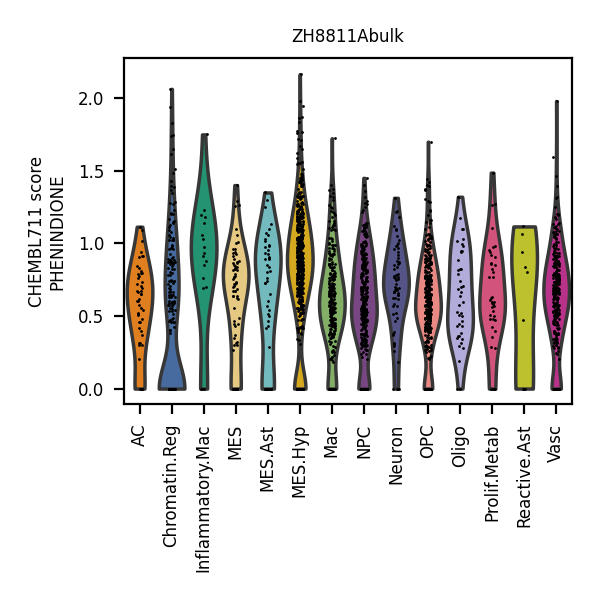 ZH8811Abulk
CHEMBL711 score
PHENINDIONE
2.0
1.5
1.0
0.5
0.0
AC
Chromatin.Reg
Inflammatory.Mac
MES
MES.Ast
MES.Hyp
Mac
NPC
Neuron
OPC
Oligo
Prolif.Metab
Reactive.Ast
Vasc